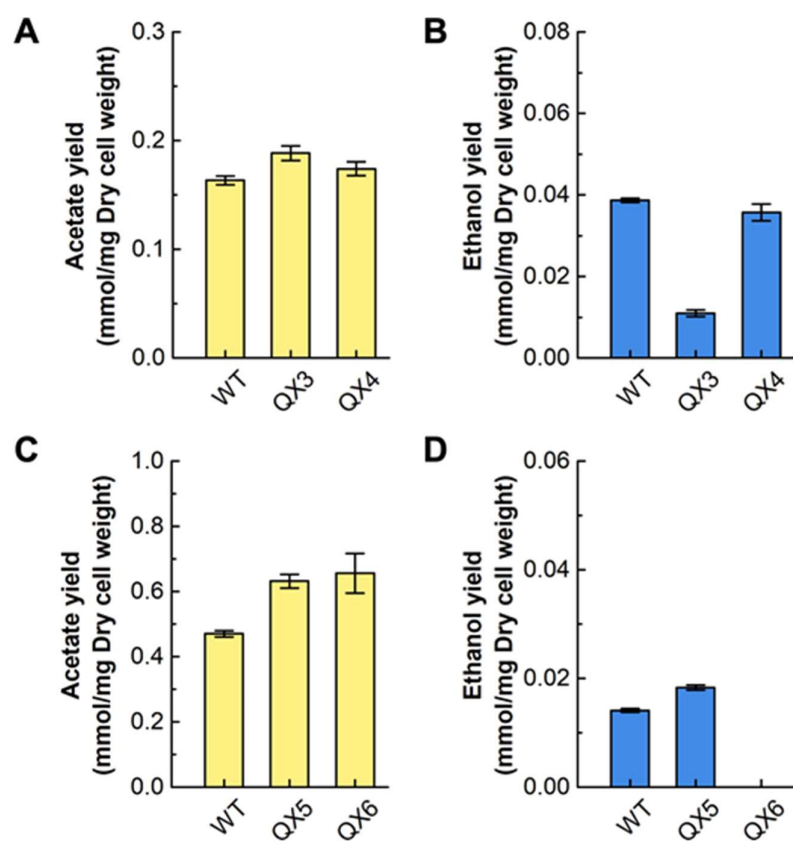 A
Acetate yield
(mmol/mg Dry cell weight)
0.3
0.2
0.1
0.0
WT
QX3
QX4
B
Ethanol yield
(mmol/mg Dry cell weight)
0.08
0.06
0.04
0.02
0.00
WT
QX3
QX4
C
Acetate yield
(mmol/mg Dry cell weight)
1.0
0.8
0.6
0.4
0.2
0.0
WT
QX5
QX6
D
Ethanol yield
(mmol/mg Dry cell weight)
0.06
0.04
0.02
0.00
WT
QX5
QX6